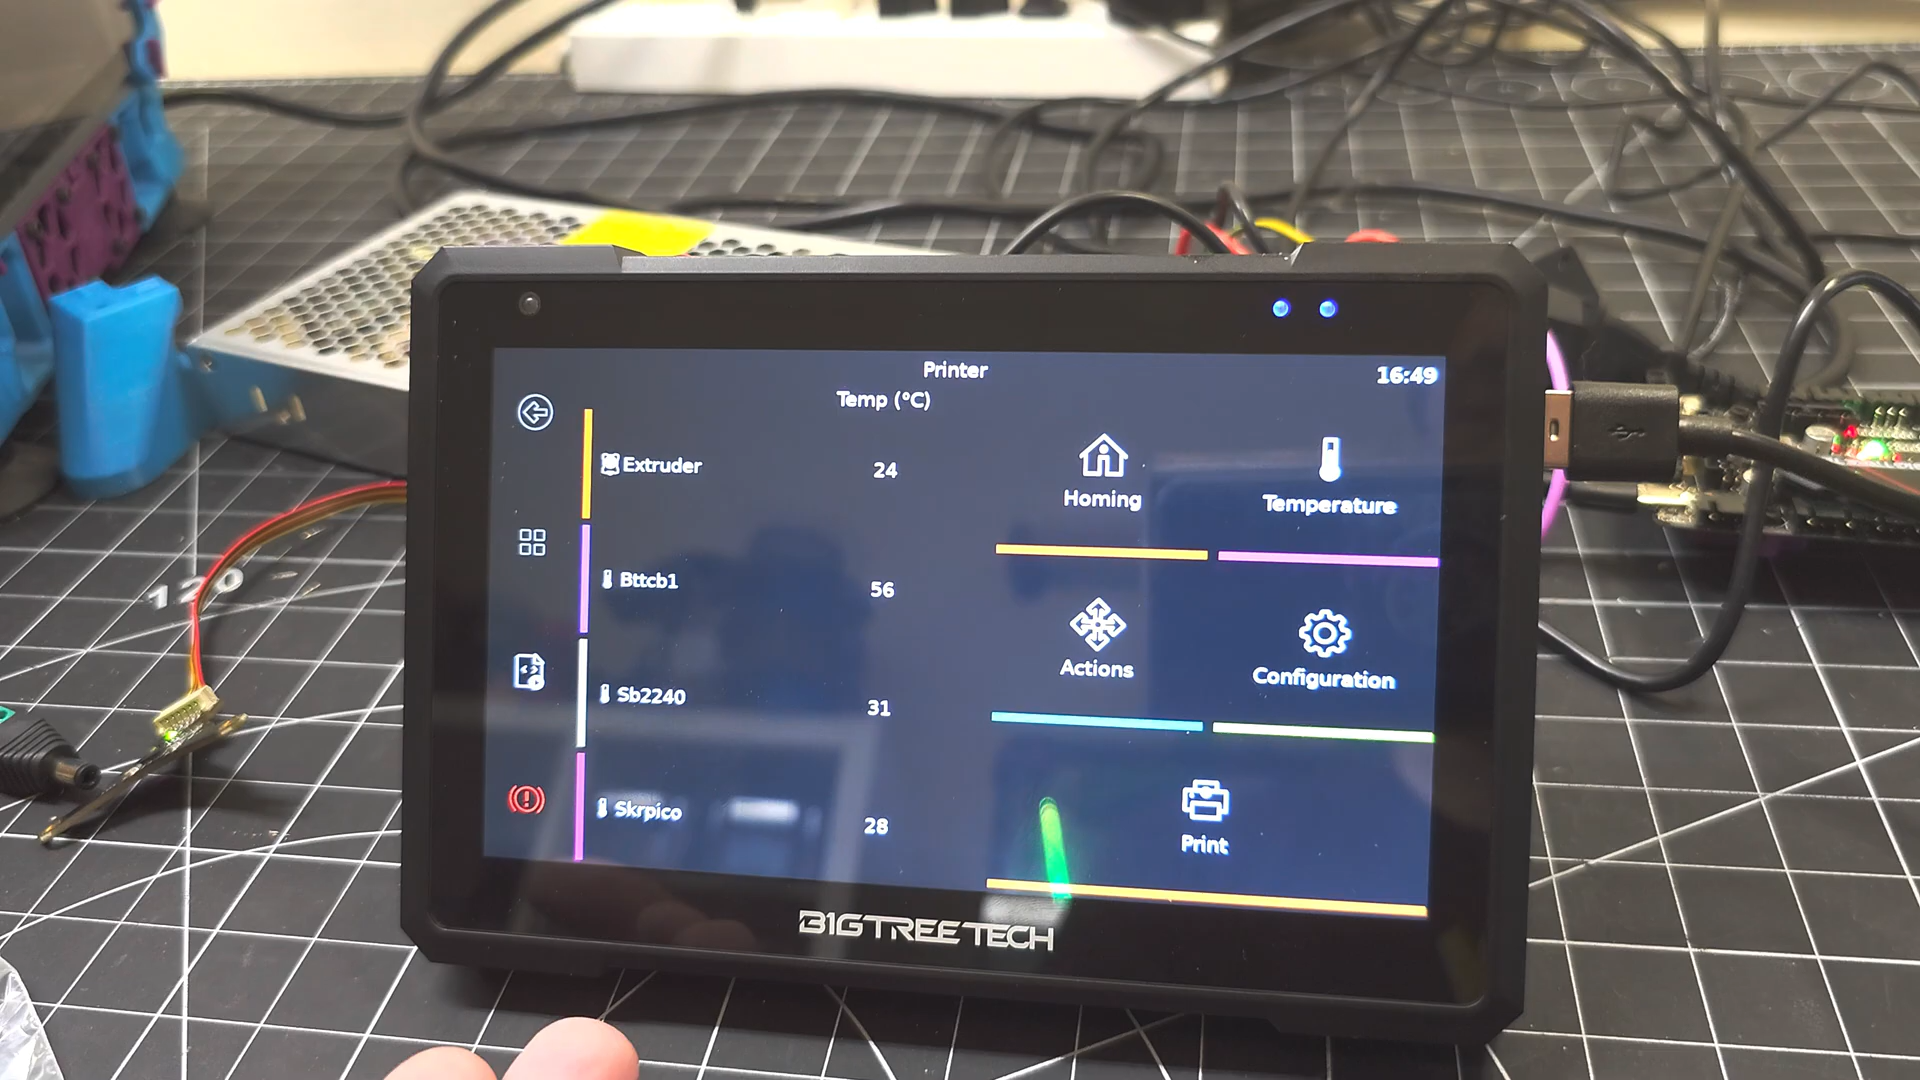 Printer
16:49
Temp (°C)
Extruder 24
Bttcb1 56
Sb2240 31
Skrpico 28
Homing
Temperature
Actions
Configuration
Print
BIGTREETECH
120